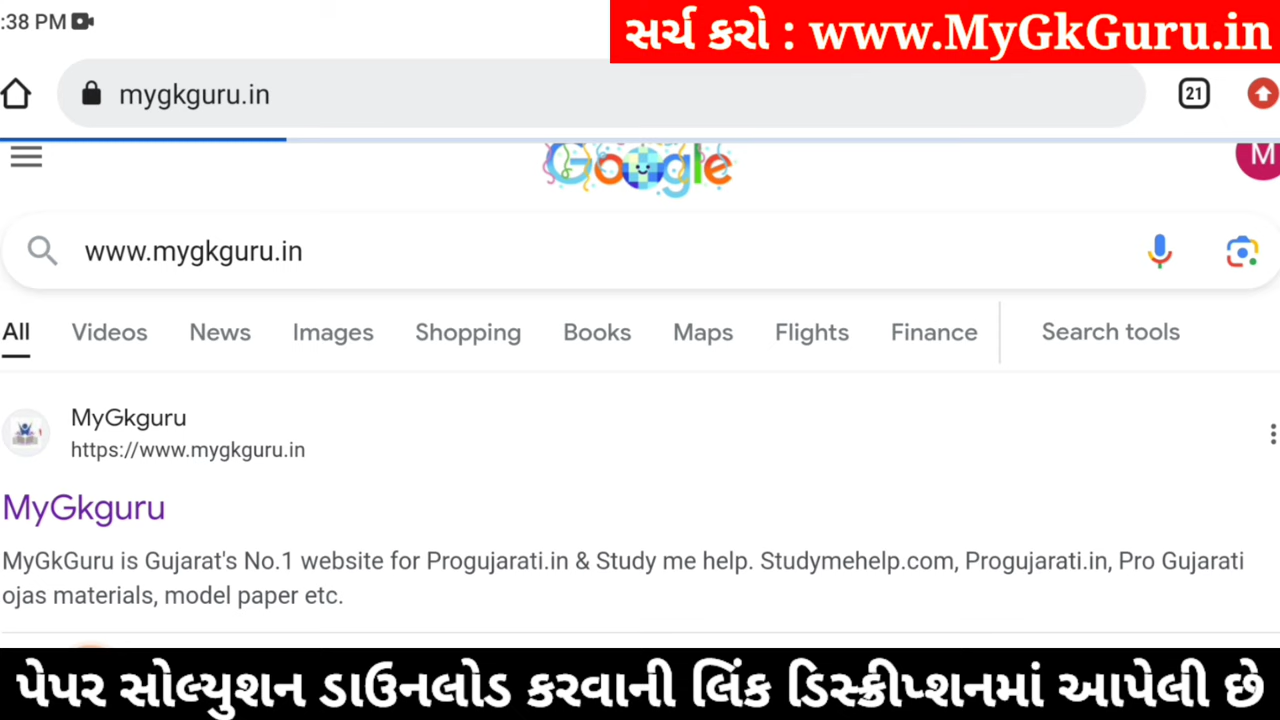 :38 PM
સર્ચ કરો : www.MyGkGuru.in
mygkguru.in
21
Google
M
www.mygkguru.in
All Videos News Images Shopping Books Maps Flights Finance Search tools
MyGkguru
https://www.mygkguru.in
MyGkguru
MyGkGuru is Gujarat's No.1 website for Progujarati.in & Study me help. Studymehelp.com, Progujarati.in, Pro Gujarati
ojas materials, model paper etc.
પેપર સોલ્યુશન ડાઉનલોડ કરવાની લિંક ડિસ્ક્રીપ્શનમાં આપેલી છે